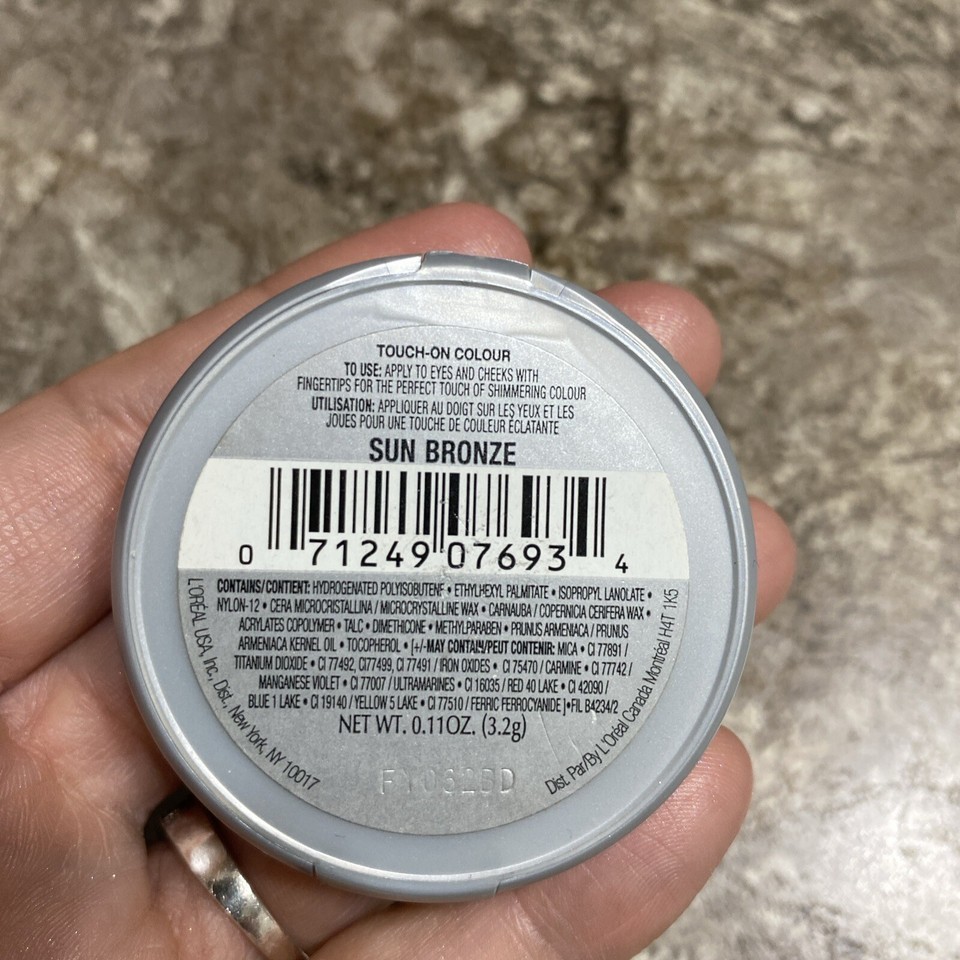 TOUCH-ON COLOUR
TO USE: APPLY TO EYES AND CHEEKS WITH
FINGERTIPS FOR THE PERFECT TOUCH OF SHIMMERING COLOUR
UTILISATION: APPLIQUER AU DOIGT SUR LES YEUX ET LES
JOUES POUR UNE TOUCHE DE COULEUR ÉCLATANTE
SUN BRONZE
0 71249 07693 4
CONTAINS/CONTIENT: HYDROGENATED POLYISOBUTENE • ETHYLHEXYL PALMITATE • ISOPROPYL LANOLATE •
NYLON-12 • CERA MICROCRISTALLINA / MICROCRYSTALLINE WAX • CARNAUBA / COPERNICIA CERIFERA WAX •
ACRYLATES COPOLYMER • TALC • DIMETHICONE • METHYLPARABEN • PRUNUS ARMENIACA / PRUNUS
ARMENIACA KERNEL OIL • TOCOPHEROL • [+/-MAY CONTAIN/PEUT CONTENIR: MICA • CI 77891 /
TITANIUM DIOXIDE • CI 77492, CI77499, CI 77491 / IRON OXIDES • CI 75470 / CARMINE • CI 77742 /
MANGANESE VIOLET • CI 77007 / ULTRAMARINES • CI 16035 / RED 40 LAKE • CI 42090 /
BLUE 1 LAKE • CI 19140 / YELLOW 5 LAKE • CI 77510 / FERRIC FERROCYANIDE ]•FIL B4234/2
NET WT. 0.11OZ. (3.2g)
L'ORÉAL USA, Inc., Dist., New York, NY 10017
Dist. Par/By L'Oréal Canada Montréal H4T 1K5